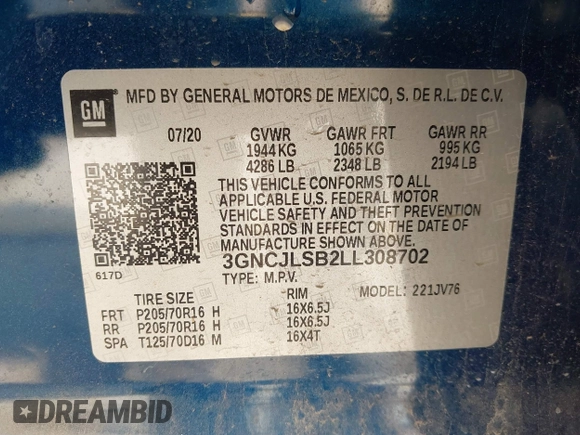 GM
MFD BY GENERAL MOTORS DE MEXICO, S. DE R.L. DE C.V.
07/20 GVWR GAWR FRT GAWR RR
1944 KG 1065 KG 995 KG
4286 LB 2348 LB 2194 LB
THIS VEHICLE CONFORMS TO ALL
APPLICABLE U.S. FEDERAL MOTOR
VEHICLE SAFETY AND THEFT PREVENTION
STANDARDS IN EFFECT ON THE DATE OF
MANUFACTURE SHOWN ABOVE.
617D
3GNCJLSB2LL308702
TYPE: M.P.V.
MODEL: 221JV76
TIRE SIZE RIM
FRT P205/70R16 H 16X6.5J
RR P205/70R16 H 16X6.5J
SPA T125/70D16 M 16X4T
DREAMBID